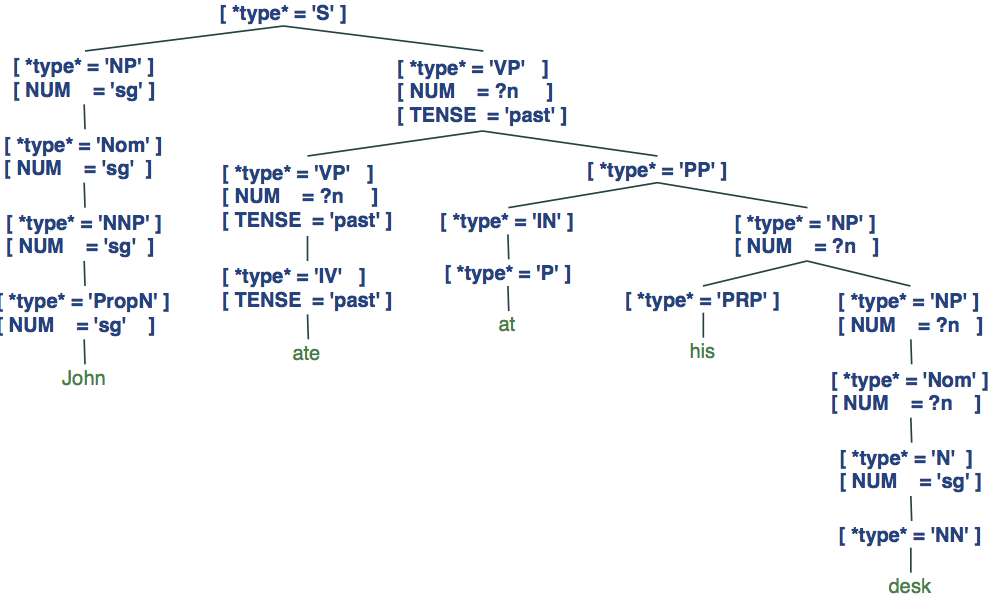 [ *type* = 'S' ]
[ *type* = 'NP' ]
[ NUM = 'sg' ]
[ *type* = 'VP' ]
[ NUM = ?n ]
[ TENSE = 'past' ]
[ *type* = 'Nom' ]
[ NUM = 'sg' ]
[ *type* = 'VP' ]
[ NUM = ?n ]
[ TENSE = 'past' ]
[ *type* = 'PP' ]
[ *type* = 'NNP' ]
[ NUM = 'sg' ]
[ *type* = 'IN' ]
[ *type* = 'NP' ]
[ NUM = ?n ]
[ *type* = 'PropN' ]
[ NUM = 'sg' ]
[ *type* = 'IV' ]
[ TENSE = 'past' ]
[ *type* = 'P' ]
[ *type* = 'PRP' ]
[ *type* = 'NP' ]
[ NUM = ?n ]
John
ate
at
his
[ *type* = 'Nom' ]
[ NUM = ?n ]
[ *type* = 'N' ]
[ NUM = 'sg' ]
[ *type* = 'NN' ]
desk